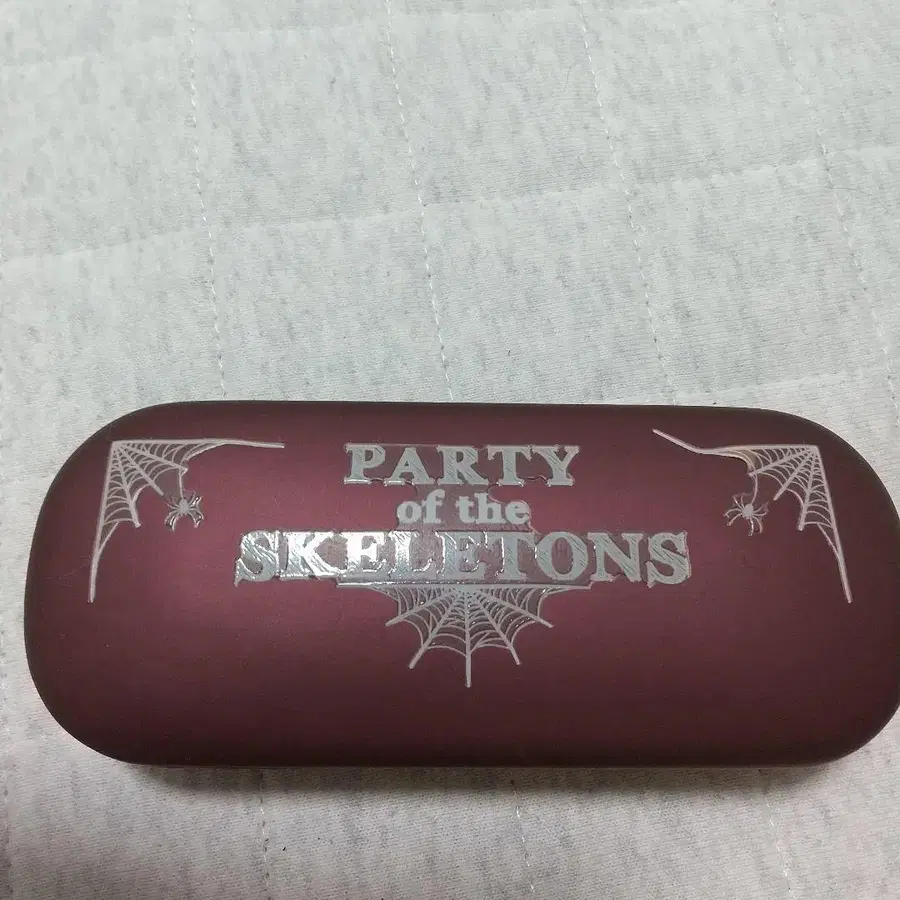 PARTY
of the
SKELETONS